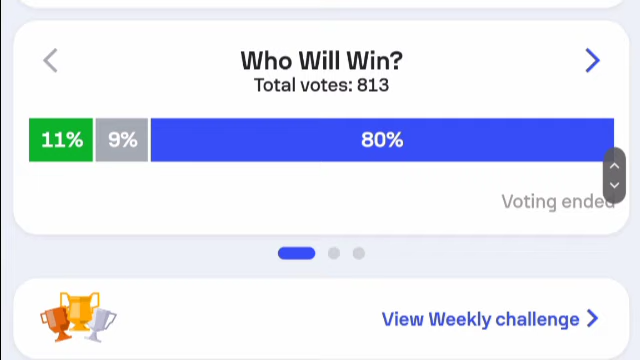 Who Will Win?
Total votes: 813
11% 9% 80%
Voting ended
View Weekly challenge